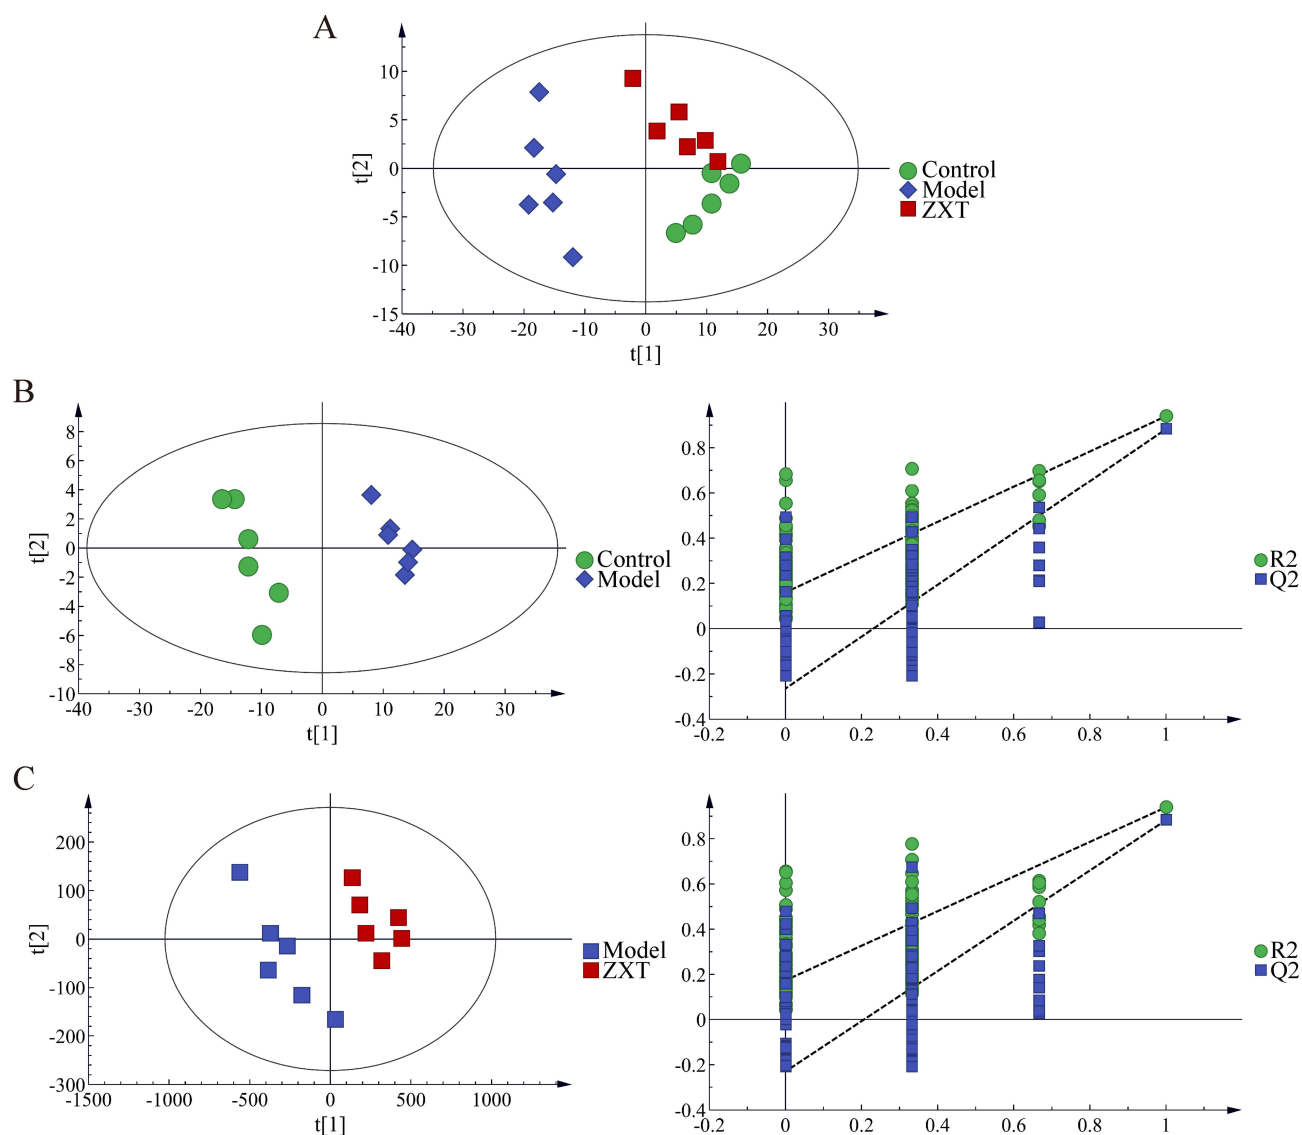 A
10
5
0
-5
-10
-15
t[2]
-40 -30 -20 -10 0 10 20 30
t[1]
Control
Model
ZXT
B
8
6
4
2
0
-2
-4
-6
-8
-10
t[2]
-40 -30 -20 -10 0 10 20 30
t[1]
Control
Model
0.8
0.6
0.4
0.2
0
-0.2
-0.4
-0.2 0 0.2 0.4 0.6 0.8 1
R2
Q2
C
200
100
0
-100
-200
-300
t[2]
-1500 -1000 -500 0 500 1000
t[1]
Model
ZXT
0.8
0.6
0.4
0.2
0
-0.2
-0.4
-0.2 0 0.2 0.4 0.6 0.8 1
R2
Q2